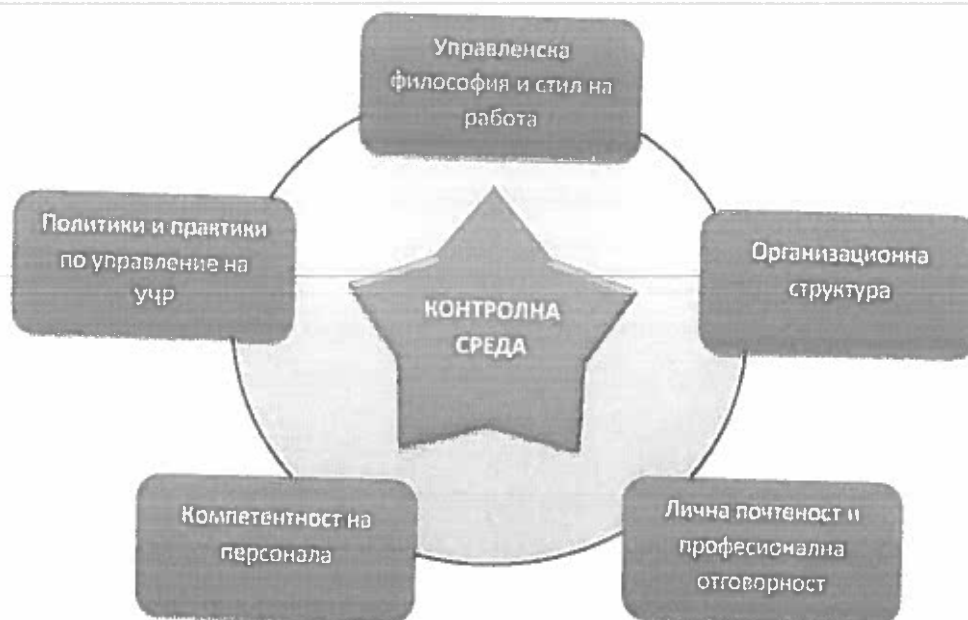 Управленска
философия и стил на
работа
Политики и практики
по управление на
УЧР
Организационна
структура
КОНТРОЛНА
СРЕДА
Компетентност на
персонала
Лична почтеност и
професионална
отговорност